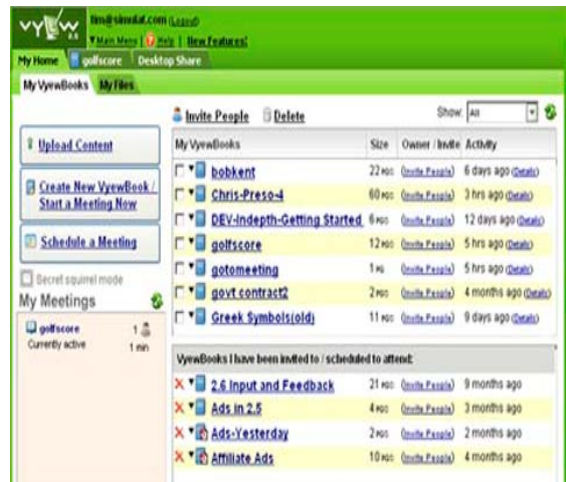 VYEW
tim@simulat.com (Logout)
▼Main Menu | Help | New Features!
My Home golfscore Desktop Share
My VyewBooks My Files
Invite People Delete Show: All
Upload Content
Create New VyewBook / Start a Meeting Now
Schedule a Meeting
Secret squirrel mode
My Meetings
golfscore 1
Currently active 1 min
My VyewBooks Size Owner / Invite Activity
bobkent 22 PGS (Invite People) 6 days ago (Details)
Chris-Preso-4 60 PGS (Invite People) 3 hrs ago (Details)
DEV-Indepth-Getting Started 6 PGS (Invite People) 12 days ago (Details)
golfscore 12 PGS (Invite People) 5 hrs ago (Details)
gotomeeting 1 PG (Invite People) 5 hrs ago (Details)
govt contract2 2 PGS (Invite People) 4 months ago (Details)
Greek Symbols(old) 11 PGS (Invite People) 9 days ago (Details)
VyewBooks I have been invited to / scheduled to attend:
2.6 Input and Feedback 21 PGS (Invite People) 9 months ago
Ads in 2.5 4 PGS (Invite People) 3 months ago
Ads-Yesterday 2 PGS (Invite People) 2 months ago
Affiliate Ads 10 PGS (Invite People) 4 months ago